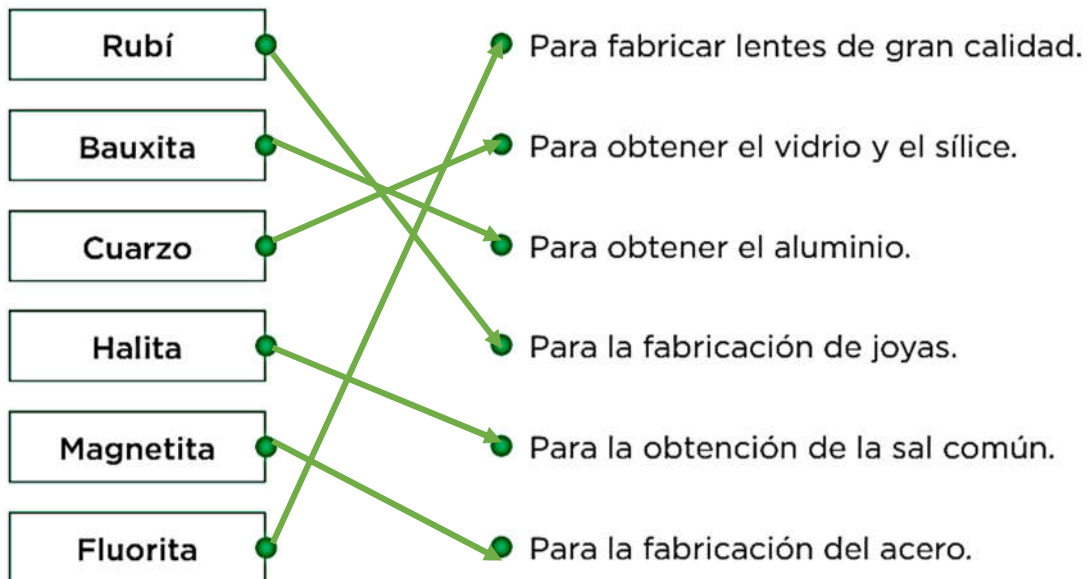 Rubí
Para fabricar lentes de gran calidad.
Bauxita
Para obtener el vidrio y el sílice.
Cuarzo
Para obtener el aluminio.
Halita
Para la fabricación de joyas.
Magnetita
Para la obtención de la sal común.
Fluorita
Para la fabricación del acero.